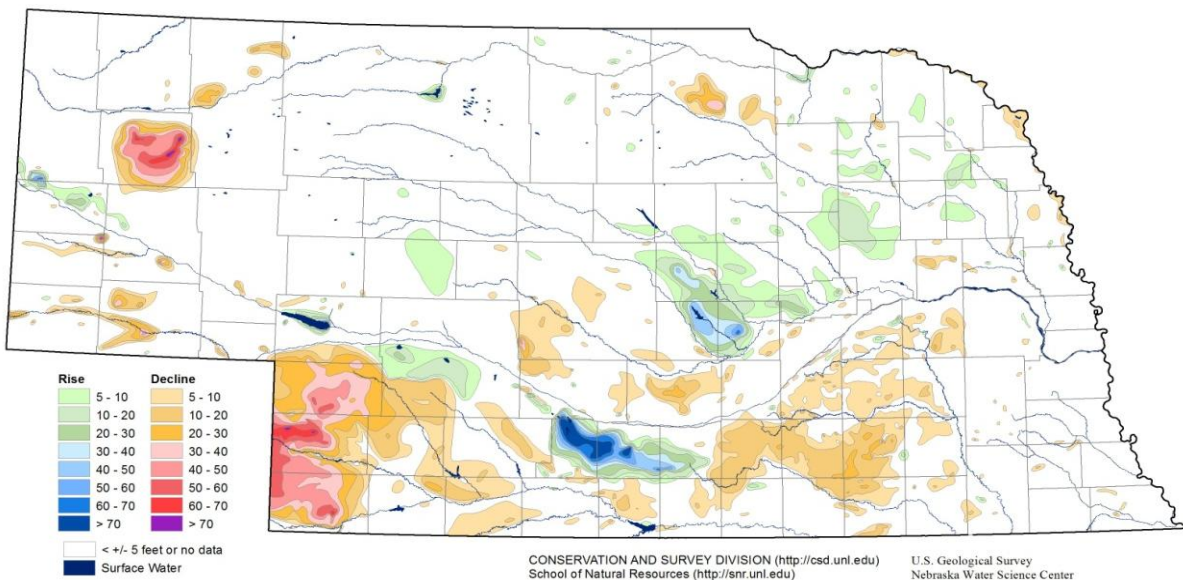 Rise Decline
5 - 10 5 - 10
10 - 20 10 - 20
20 - 30 20 - 30
30 - 40 30 - 40
40 - 50 40 - 50
50 - 60 50 - 60
60 - 70 60 - 70
> 70 > 70
< +/- 5 feet or no data
Surface Water
CONSERVATION AND SURVEY DIVISION (http://csd.unl.edu)
School of Natural Resources (http://snr.unl.edu)
U.S. Geological Survey
Nebraska Water Science Center